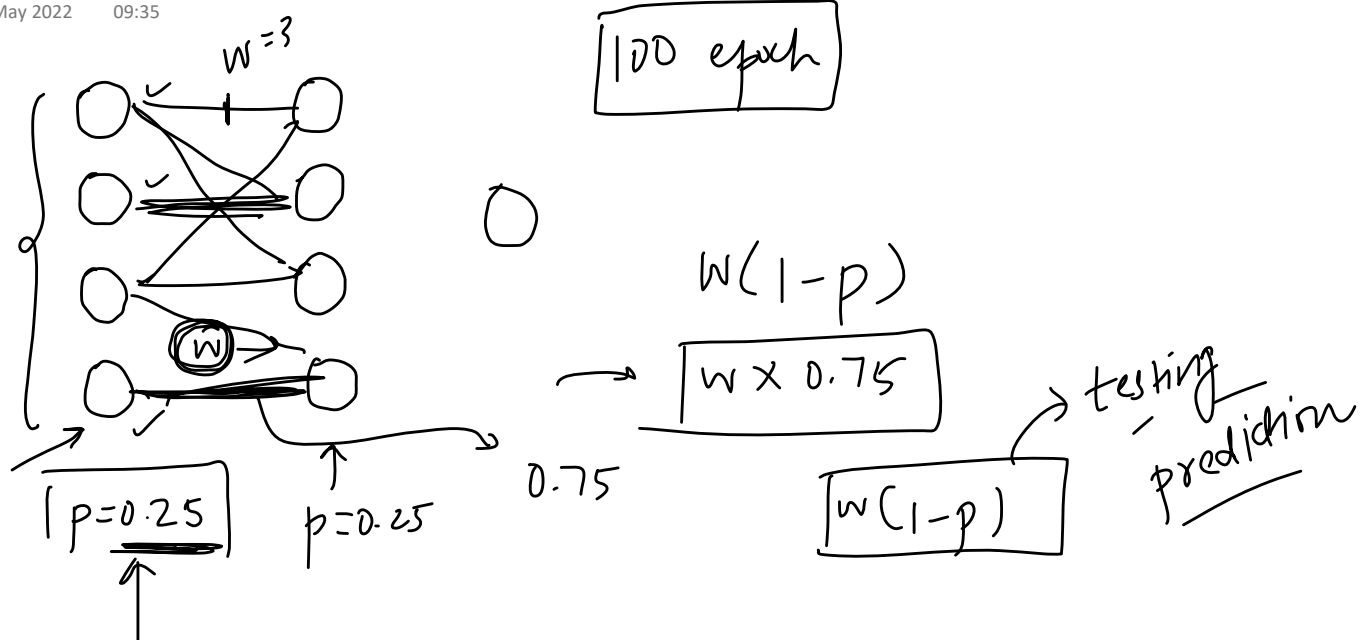 May 2022 09:35
W=3
100 epoch
W(1-p)
W
W X 0.75
testing
prediction
0.75
p=0.25
p=0.25
W(1-p)